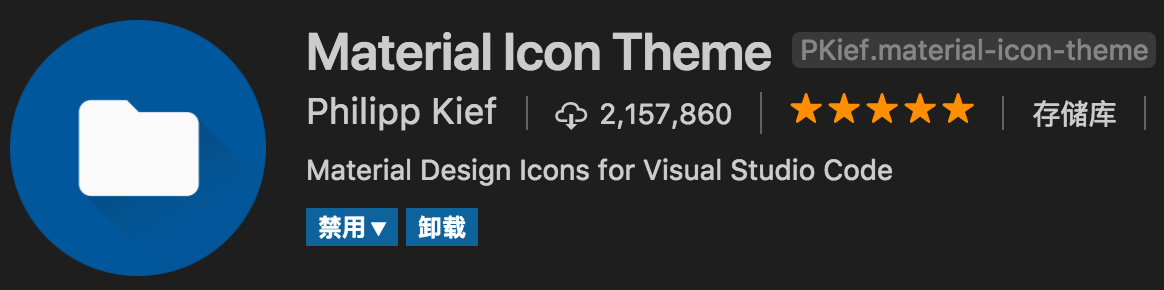 Material Icon Theme PKief.material-icon-theme
Philipp Kief | 2,157,860 | ★★★★★ | 存储库 |
Material Design Icons for Visual Studio Code
禁用▼ 卸载